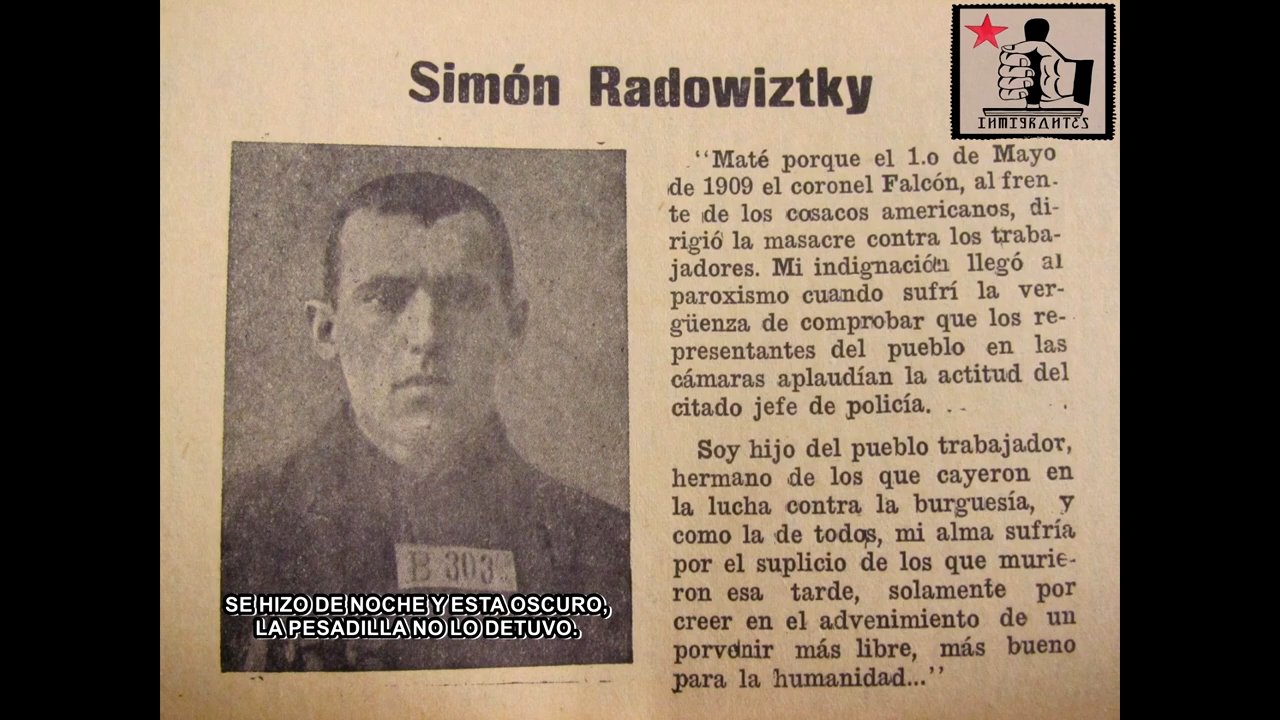 Simón Radowiztky
INMIGRANTES
"Maté porque el 1.o de Mayo
de 1909 el coronel Falcón, al fren-
te de los cosacos americanos, di-
rigió la masacre contra los traba-
jadores. Mi indignación llegó al
paroxismo cuando sufrí la ver-
güenza de comprobar que los re-
presentantes del pueblo en las
cámaras aplaudían la actitud del
citado jefe de policía. . .
Soy hijo del pueblo trabajador,
hermano de los que cayeron en
la lucha contra la burguesía, y
como la de todos, mi alma sufría
por el suplicio de los que murie-
ron esa tarde, solamente por
creer en el advenimiento de un
porvenir más libre, más bueno
para la humanidad..."
B 303
SE HIZO DE NOCHE Y ESTA OSCURO,
LA PESADILLA NO LO DETUVO.